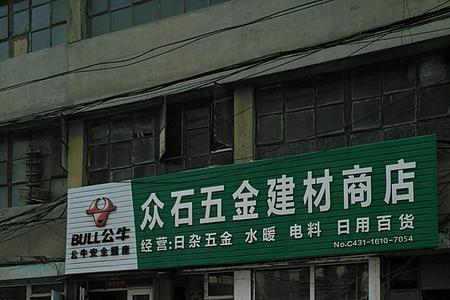 众石五金建材商店
BULL公牛
公牛安全插座
经营:日杂五金 水暖 电料 日用百货
No.C431-1610-7054